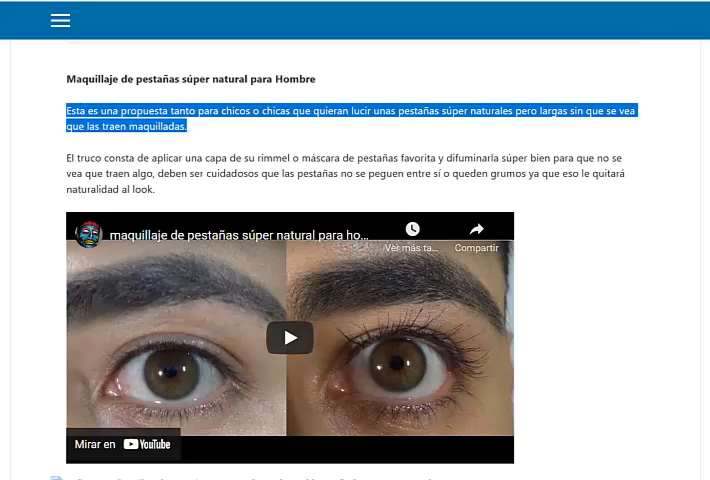 Maquillaje de pestañas súper natural para Hombre
Esta es una propuesta tanto para chicos o chicas que quieran lucir unas pestañas súper naturales pero largas sin que se vea
que las traen maquilladas.
El truco consta de aplicar una capa de su rimmel o máscara de pestañas favorita y difuminarla súper bien para que no se
vea que traen algo, deben ser cuidadosos que las pestañas no se peguen entre sí o queden grumos ya que eso le quitará
naturalidad al look.
maquillaje de pestañas súper natural para ho...
Ver más ta...
Compartir
Mirar en YouTube